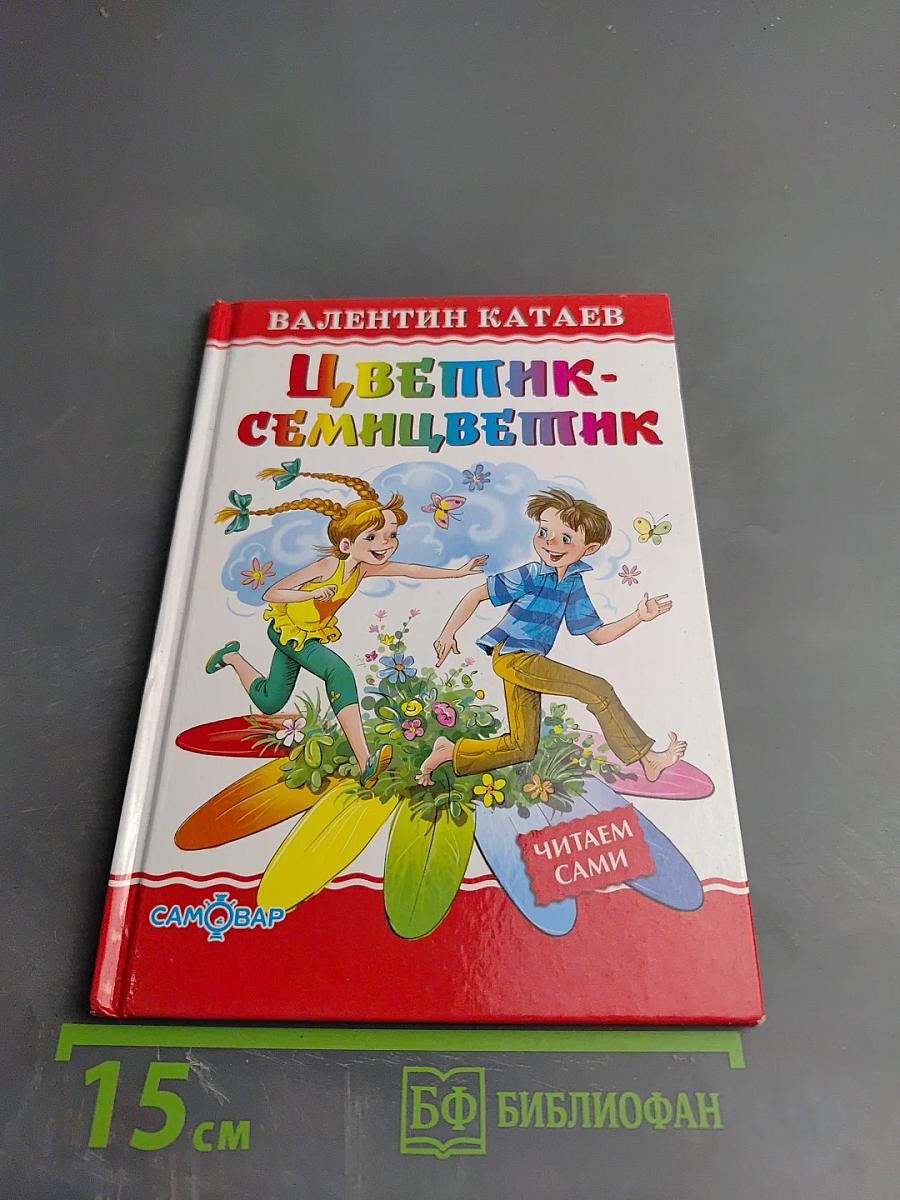 ВАЛЕНТИН КАТАЕВ
ЦВЕТИК-
СЕМИЦВЕТИК
ЧИТАЕМ
САМИ
САМОВАР
15 см
БФ БИБЛИОФАН